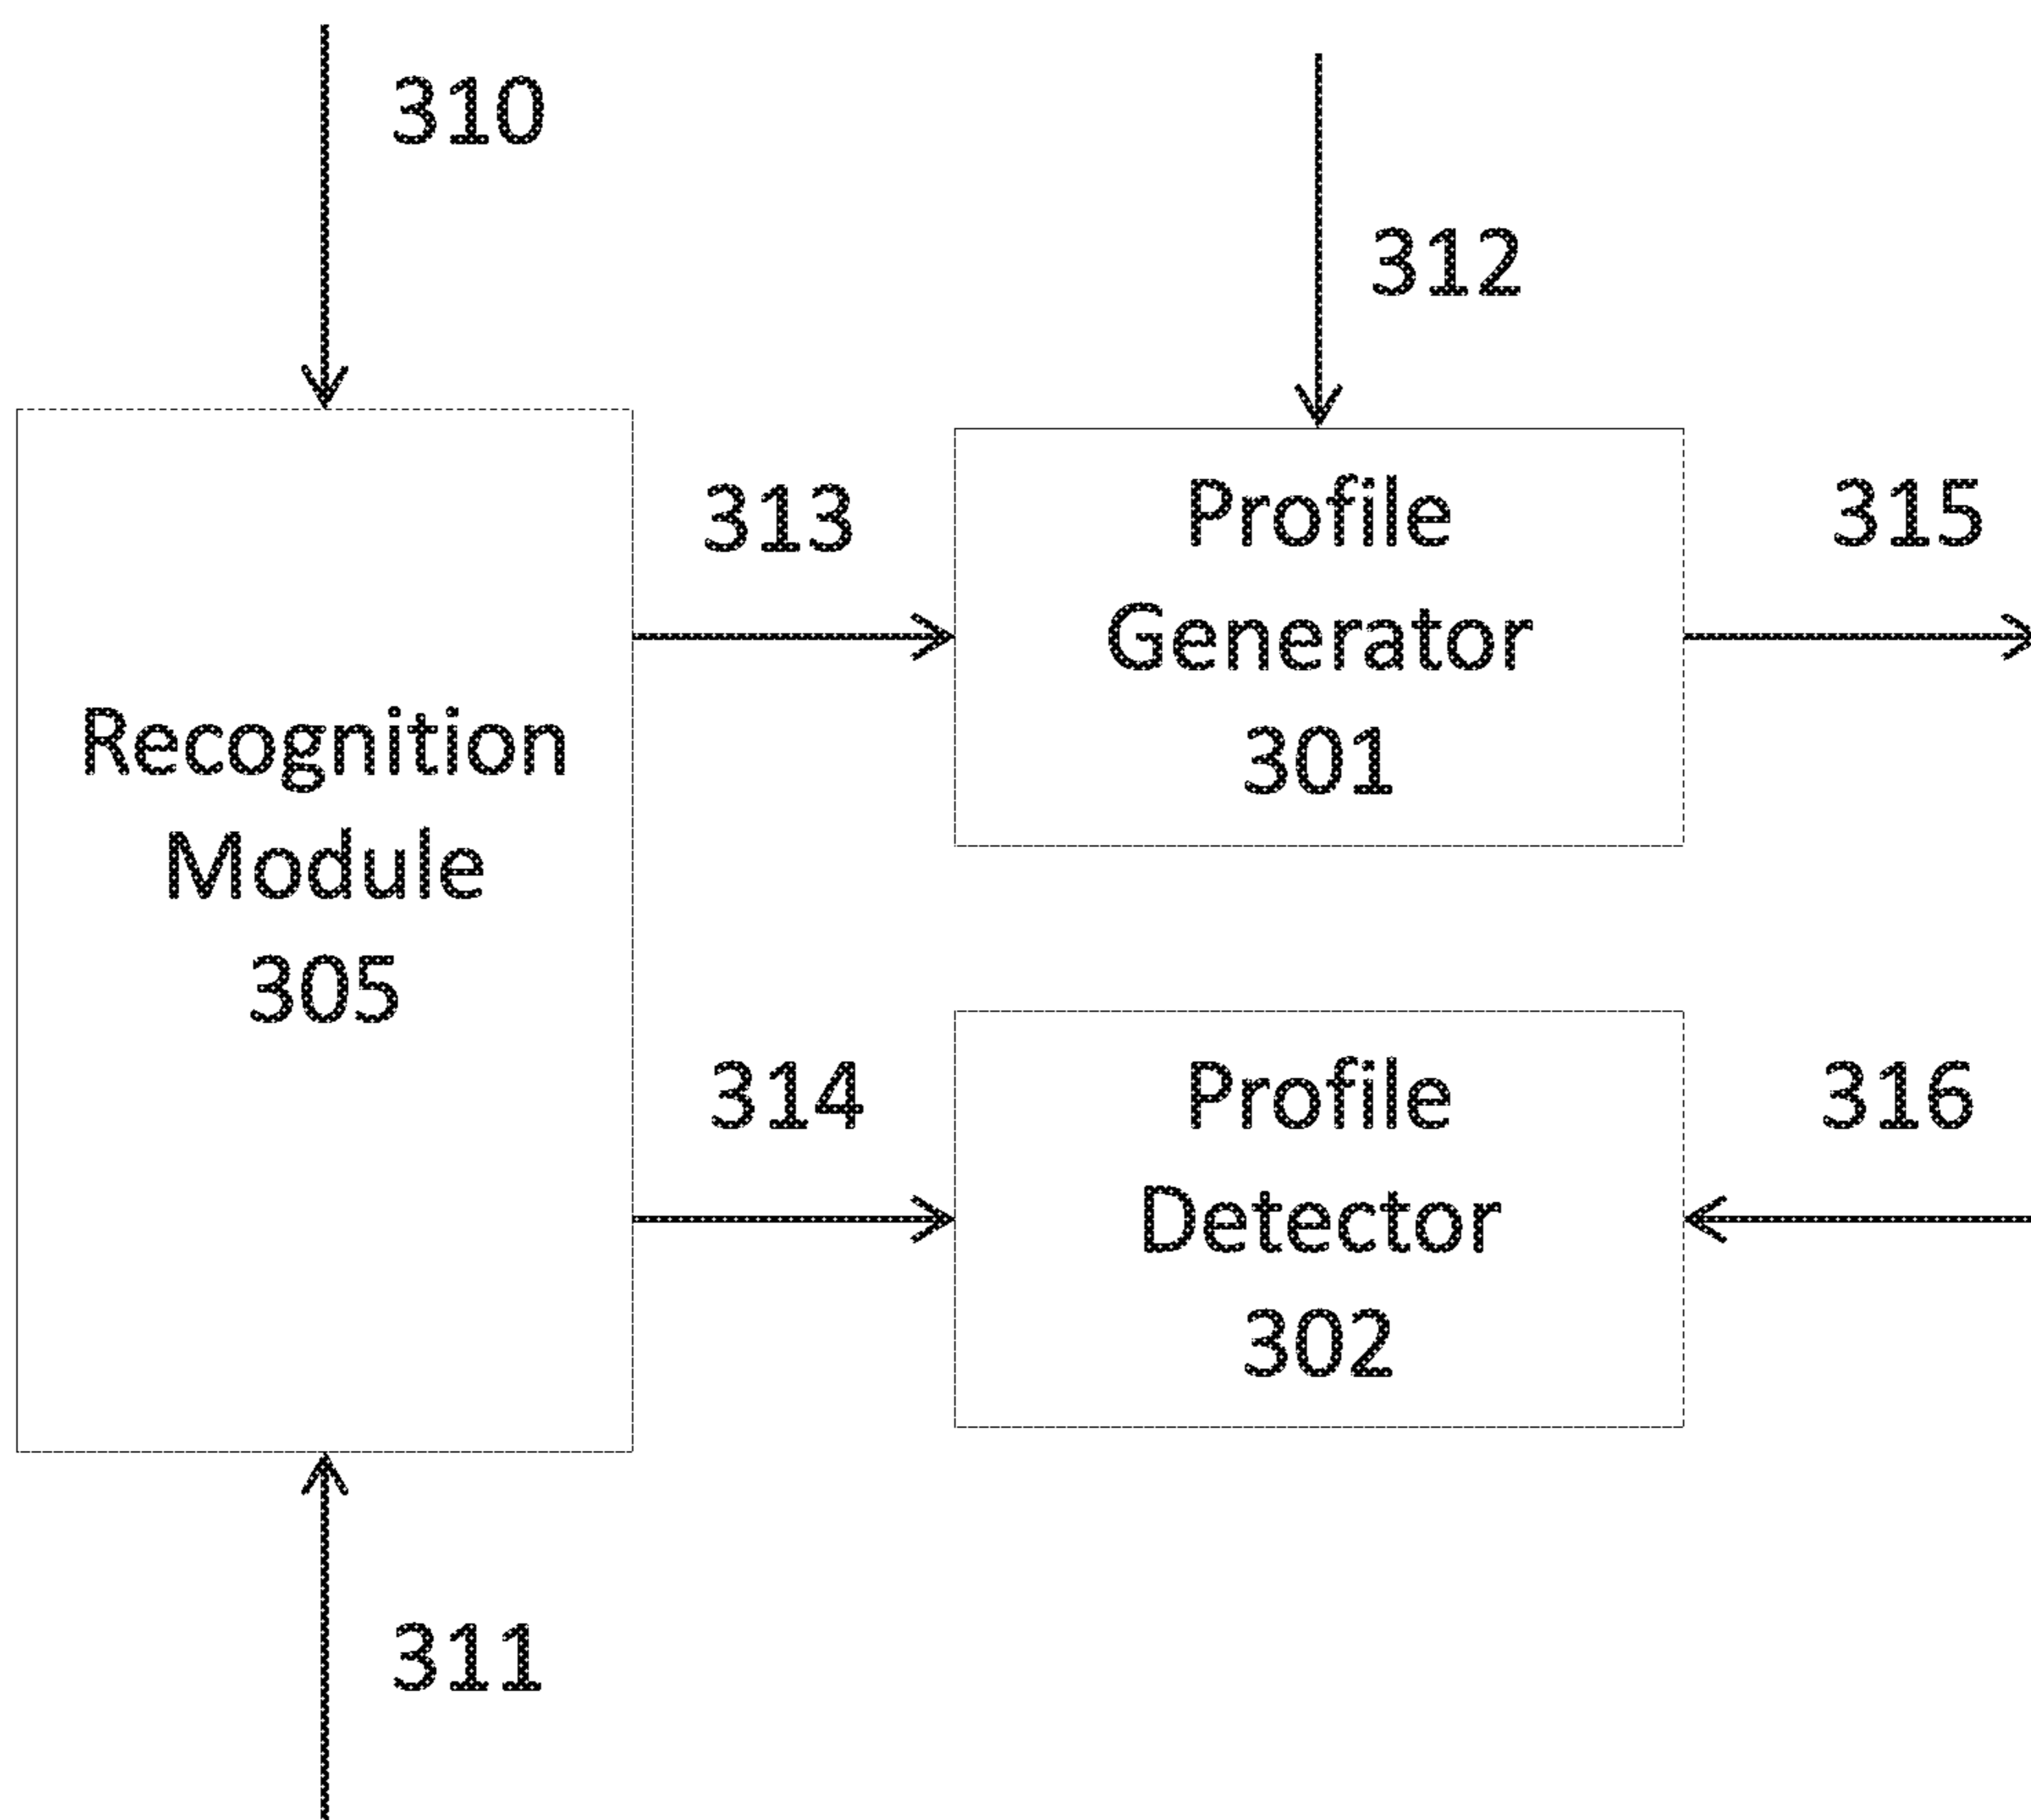 310
312
313
Profile
Generator
301
315
Recognition
Module
305
314
Profile
Detector
302
316
311